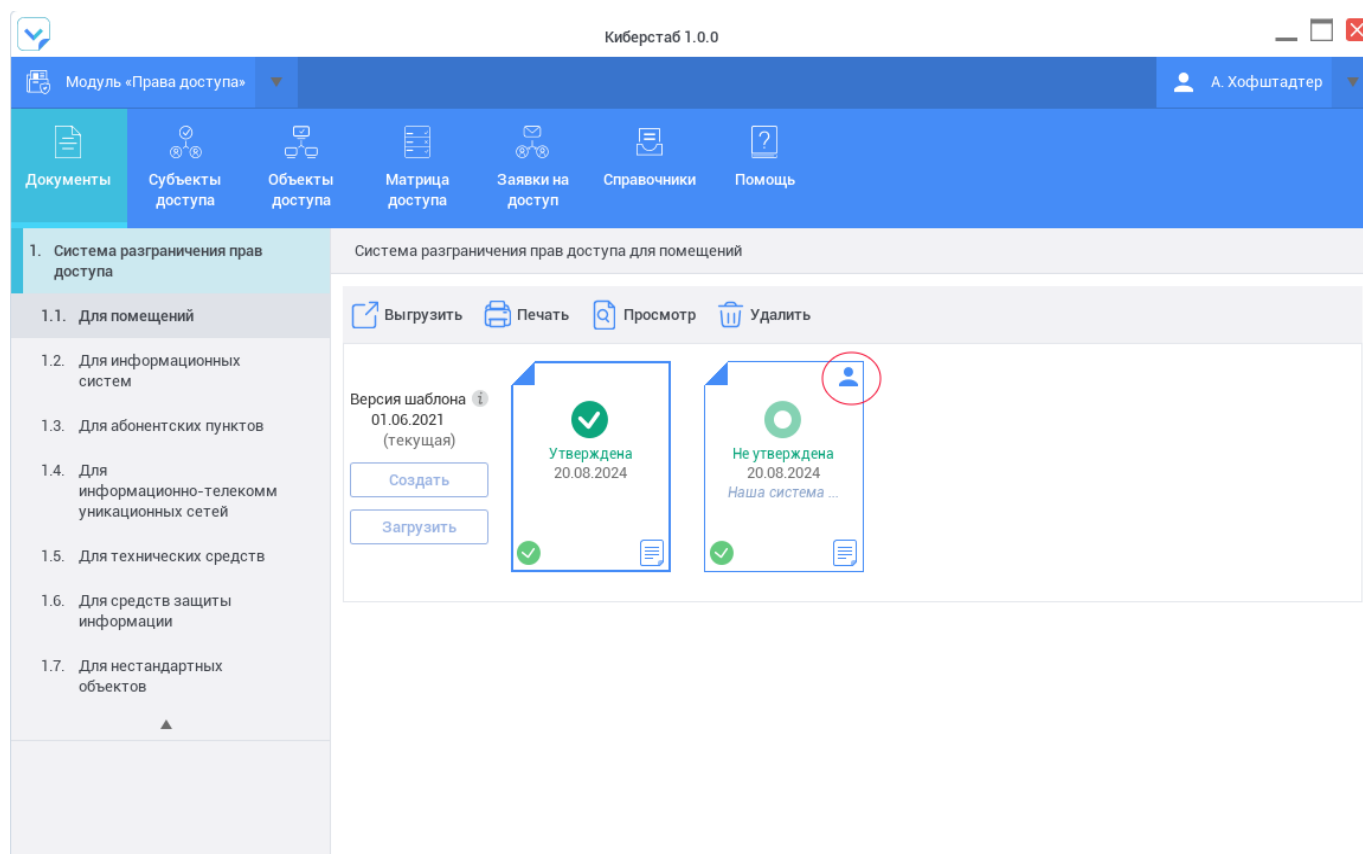 Киберстаб 1.0.0
Модуль «Права доступа»
А. Хофштадтер
Документы
Субъекты
доступа
Объекты
доступа
Матрица
доступа
Заявки на
доступ
Справочники
Помощь
1. Система разграничения прав
доступа
1.1. Для помещений
1.2. Для информационных
систем
1.3. Для абонентских пунктов
1.4. Для
информационно-телекомм
уникационных сетей
1.5. Для технических средств
1.6. Для средств защиты
информации
1.7. Для нестандартных
объектов
Система разграничения прав доступа для помещений
Выгрузить Печать Просмотр Удалить
Версия шаблона i
01.06.2021
(текущая)
Создать
Загрузить
Утверждена
20.08.2024
Не утверждена
20.08.2024
Наша система ...